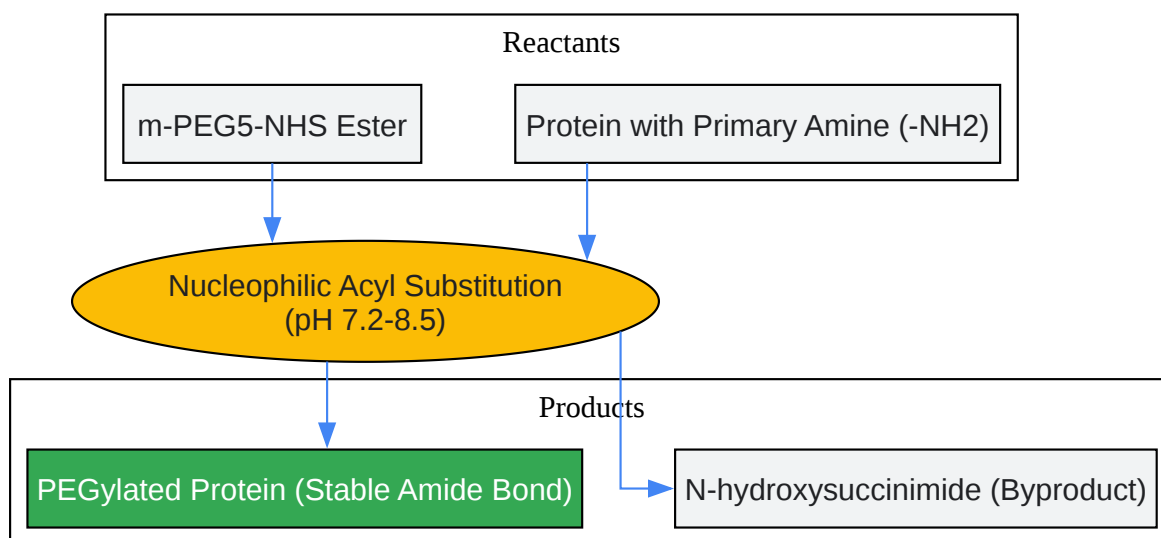 Reactants
m-PEG5-NHS Ester
Protein with Primary Amine (-NH2)
Nucleophilic Acyl Substitution
(pH 7.2-8.5)
Products
PEGylated Protein (Stable Amide Bond)
N-hydroxysuccinimide (Byproduct)